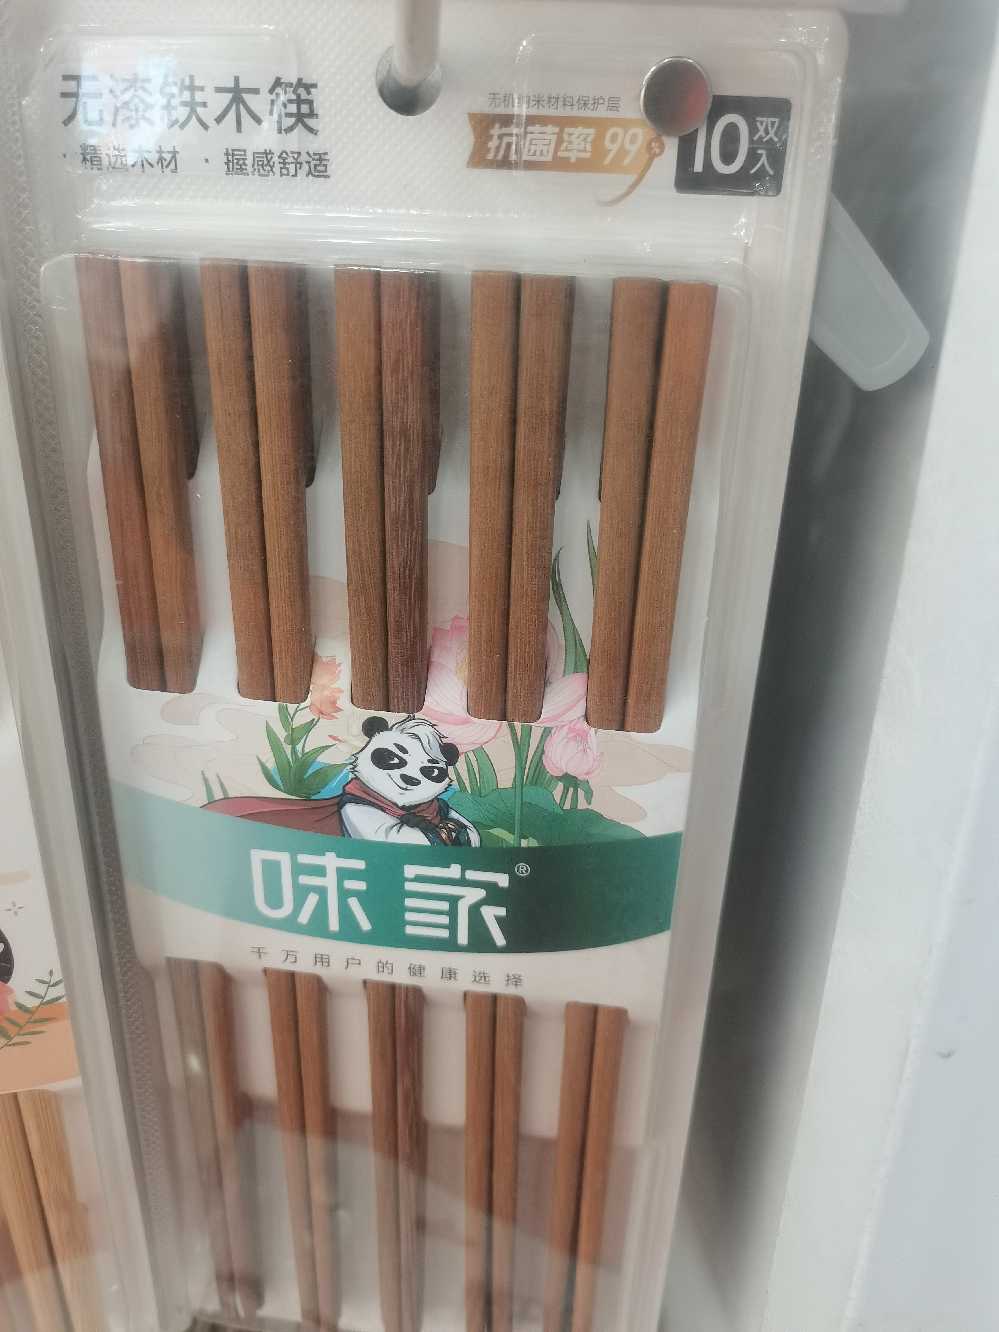 无漆铁木筷
·精选木材 ·握感舒适
无机纳米材料保护层
抗菌率99%
10双入
味家®
千万用户的健康选择